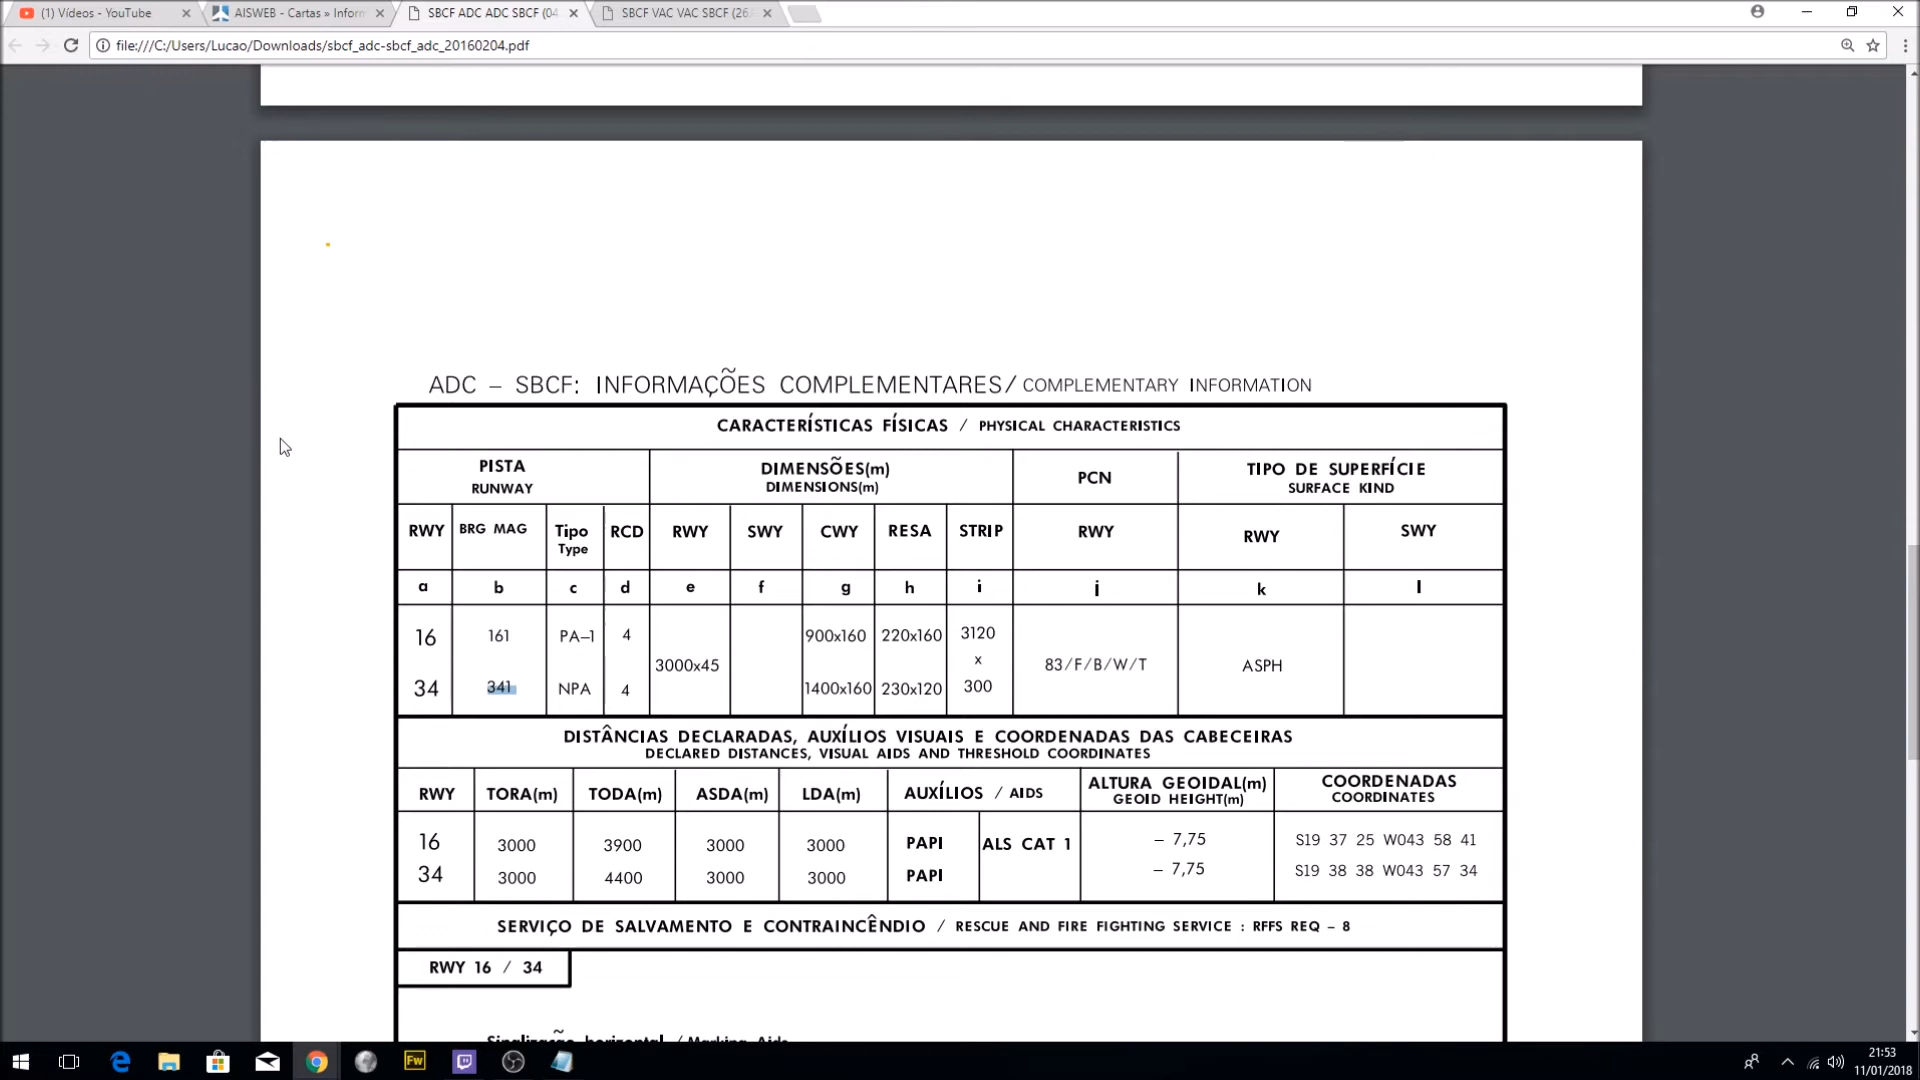 (1) Vídeos - YouTube
AISWEB - Cartas » Inform
SBCF ADC ADC SBCF (04
SBCF VAC VAC SBCF (26.
file:///C:/Users/Lucao/Downloads/sbcf_adc-sbcf_adc_20160204.pdf
ADC – SBCF: INFORMAÇÕES COMPLEMENTARES/ COMPLEMENTARY INFORMATION
CARACTERÍSTICAS FÍSICAS / PHYSICAL CHARACTERISTICS
PISTA
RUNWAY
DIMENSÕES(m)
DIMENSIONS(m)
PCN
TIPO DE SUPERFÍCIE
SURFACE KIND
RWY BRG MAG Tipo RCD RWY SWY CWY RESA STRIP RWY RWY SWY
Type
a b c d e f g h i j k l
16 161 PA–1 4 900x160 220x160 3120
3000x45 x 83/F/B/W/T ASPH
34 341 NPA 4 1400x160 230x120 300
DISTÂNCIAS DECLARADAS, AUXÍLIOS VISUAIS E COORDENADAS DAS CABECEIRAS
DECLARED DISTANCES, VISUAL AIDS AND THRESHOLD COORDINATES
RWY TORA(m) TODA(m) ASDA(m) LDA(m) AUXÍLIOS / AIDS
ALTURA GEOIDAL(m)
GEOID HEIGHT(m)
COORDENADAS
COORDINATES
16 3000 3900 3000 3000 PAPI ALS CAT 1 – 7,75 S19 37 25 W043 58 41
34 3000 4400 3000 3000 PAPI – 7,75 S19 38 38 W043 57 34
SERVIÇO DE SALVAMENTO E CONTRAINCÊNDIO / RESCUE AND FIRE FIGHTING SERVICE : RFFS REQ – 8
RWY 16 / 34
Sinalização horizontal / Marking Aids
Fw
21:53
11/01/2018